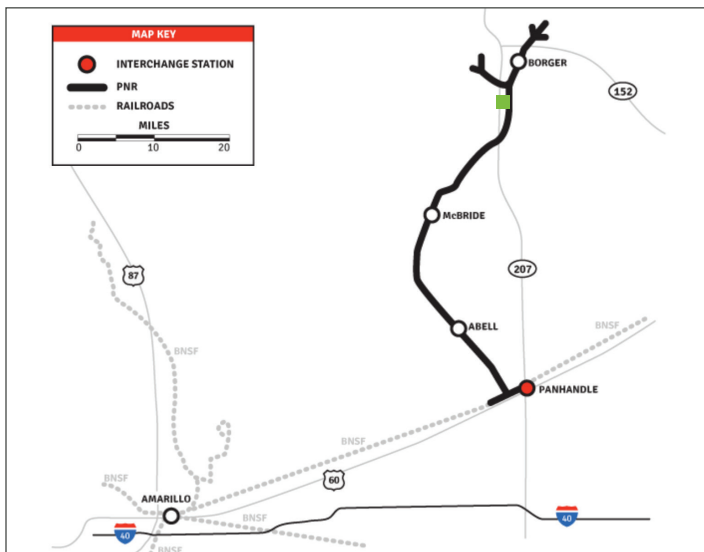 MAP KEY
INTERCHANGE STATION
PNR
RAILROADS
MILES
0 10 20
BORGER
152
McBRIDE
87
207
ABELL
BNSF
BNSF
PANHANDLE
BNSF
BNSF
60
AMARILLO
BNSF
40
40
BNSF